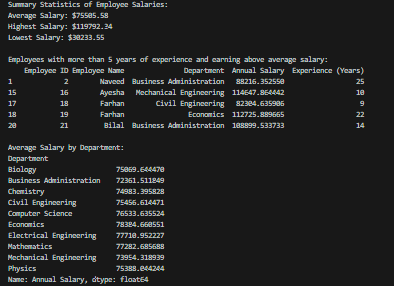 Summary Statistics of Employee Salaries:
Average Salary: $75505.58
Highest Salary: $119792.34
Lowest Salary: $30233.55
Employees with more than 5 years of experience and earning above average salary:
Employee ID Employee Name Department Annual Salary Experience (Years)
1 2 Naveed Business Administration 88216.352550 25
15 16 Ayesha Mechanical Engineering 114647.864442 10
17 18 Farhan Civil Engineering 82304.635906 9
18 19 Farhan Economics 112725.889665 22
20 21 Bilal Business Administration 108899.533733 14
Average Salary by Department:
Department
Biology 75069.644470
Business Administration 72361.511849
Chemistry 74983.395828
Civil Engineering 75456.614471
Computer Science 76533.635524
Economics 78384.660551
Electrical Engineering 77710.952227
Mathematics 77282.685688
Mechanical Engineering 73954.318939
Physics 75388.044244
Name: Annual Salary, dtype: float64